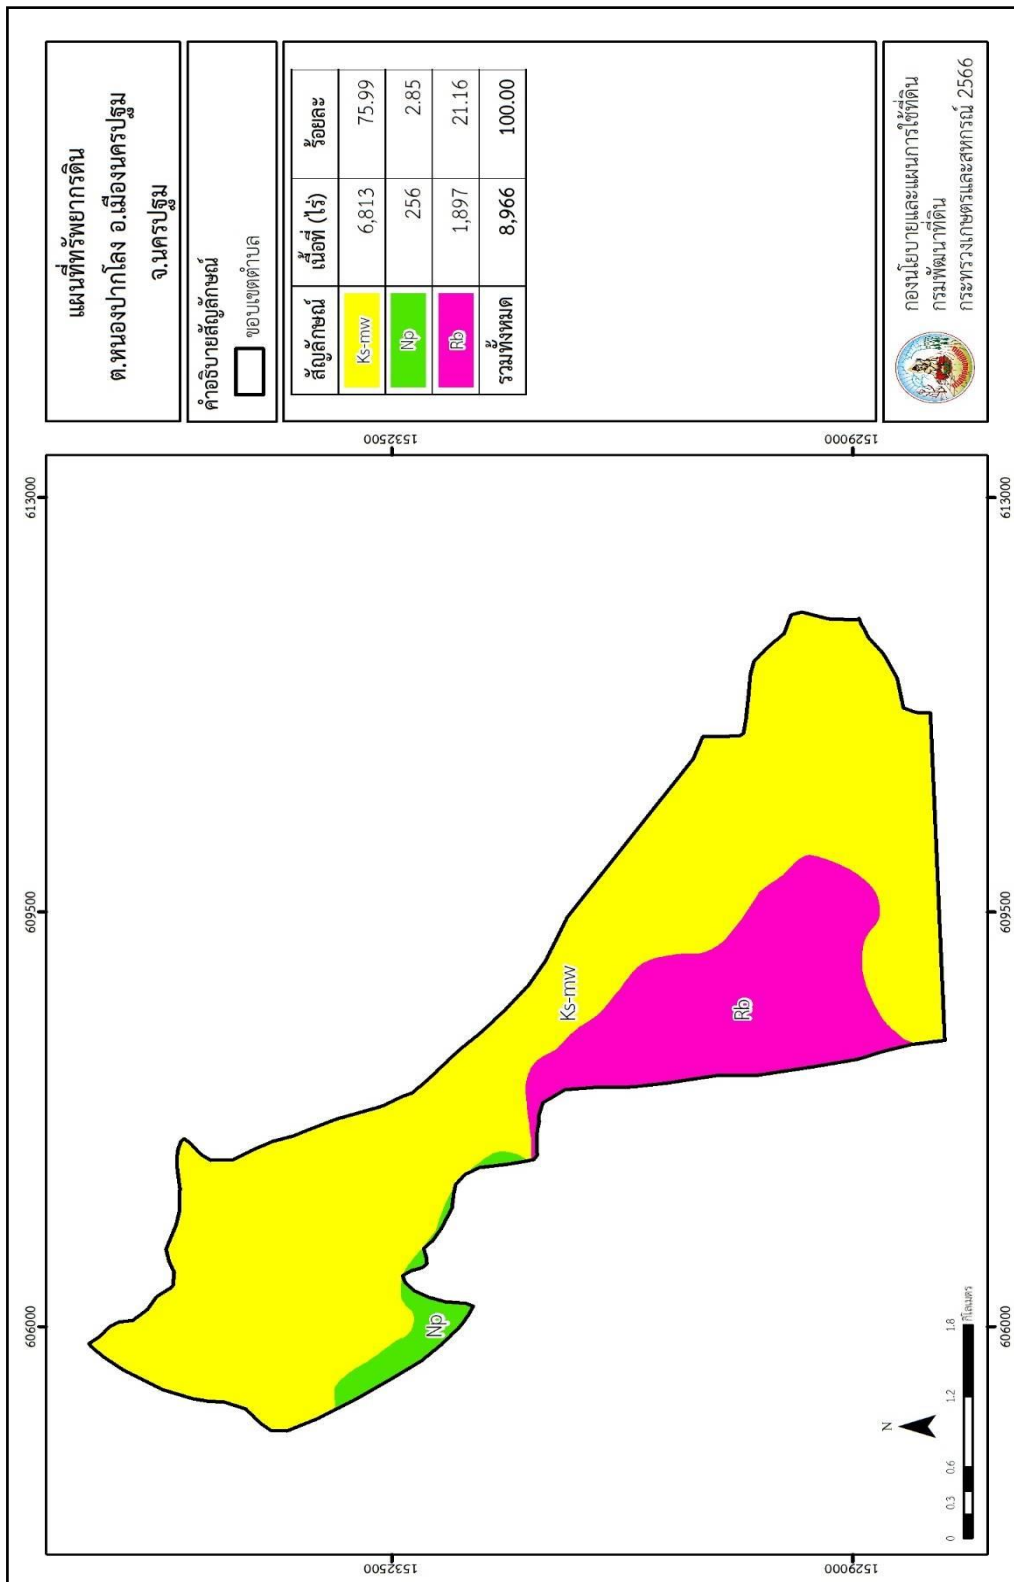 แผนที่ทรัพยากรดิน
ต.หนองปากโลง อ.เมืองนครปฐม
จ.นครปฐม
คำอธิบายสัญลักษณ์
ขอบเขตตำบล
สัญลักษณ์ เนื้อที่ (ไร่) ร้อยละ
Ks-mw 6,813 75.99
Np 256 2.85
Rb 1,897 21.16
รวมทั้งหมด 8,966 100.00
กองนโยบายและแผนการใช้ที่ดิน
กรมพัฒนาที่ดิน
กระทรวงเกษตรและสหกรณ์ 2566
606000 609500 613000
1532500 1532500
1529000 1529000
606000 609500 613000
Ks-mw
Rb
Np
N
0 0.3 0.6 1.2 1.8
กิโลเมตร